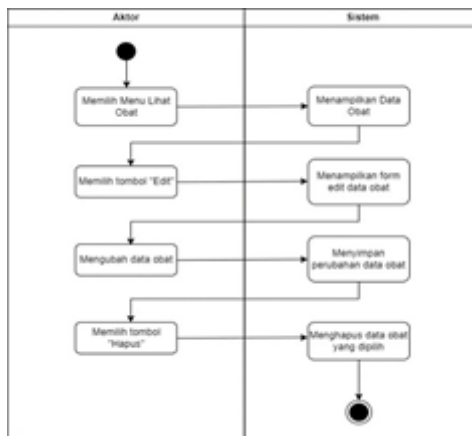 Aktor
Sistem
Memilih Menu Lihat
Obat
Menampilkan Data
Obat
Memilih tombol "Edit"
Menampilkan form
edit data obat
Mengubah data obat
Menyimpan
perubahan data obat
Memilih tombol
"Hapus"
Menghapus data obat
yang dipilih